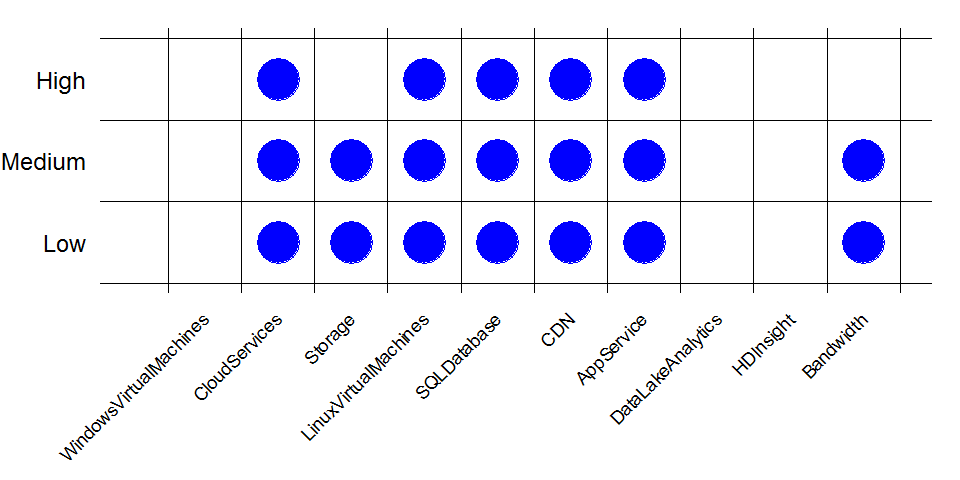 High
Medium
Low
WindowsVirtualMachines
CloudServices
Storage
LinuxVirtualMachines
SQLDatabase
CDN
AppService
DataLakeAnalytics
HDInsight
Bandwidth